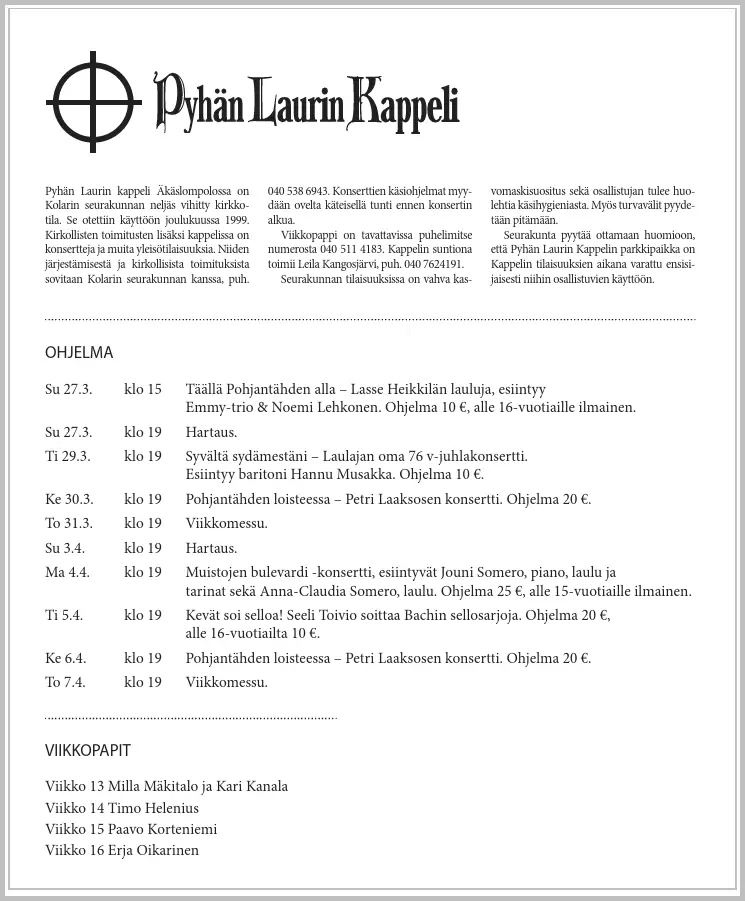 Pyhän Laurin Kappeli
Pyhän Laurin kappeli Äkäslompolossa on
Kolarin seurakunnan neljäs vihitty kirkko-
tila. Se otettiin käyttöön joulukuussa 1999.
Kirkollisten toimitusten lisäksi kappelissa on
konsertteja ja muita yleisötilaisuuksia. Niiden
järjestämisestä ja kirkollisista toimituksista
sovitaan Kolarin seurakunnan kanssa, puh.
040 538 6943. Konserttien käsiohjelmat myy-
dään ovelta käteisellä tunti ennen konsertin
alkua.
Viikkopappi on tavattavissa puhelimitse
numerosta 040 511 4183. Kappelin suntiona
toimii Leila Kangosjärvi, puh. 040 7624191.
Seurakunnan tilaisuuksissa on vahva kas-
vomaskisuositus sekä osallistujan tulee huo-
lehtia käsihygieniasta. Myös turvavälit pyyde-
tään pitämään.
Seurakunta pyytää ottamaan huomioon,
että Pyhän Laurin Kappelin parkkipaikka on
Kappelin tilaisuuksien aikana varattu ensisi-
jaisesti niihin osallistuvien käyttöön.
OHJELMA
Su 27.3. klo 15 Täällä Pohjantähden alla – Lasse Heikkilän lauluja, esiintyy
Emmy-trio & Noemi Lehkonen. Ohjelma 10 €, alle 16-vuotiaille ilmainen.
Su 27.3. klo 19 Hartaus.
Ti 29.3. klo 19 Syvältä sydämestäni – Laulajan oma 76 v-juhlakonsertti.
Esiintyy baritoni Hannu Musakka. Ohjelma 10 €.
Ke 30.3. klo 19 Pohjantähden loisteessa – Petri Laaksosen konsertti. Ohjelma 20 €.
To 31.3. klo 19 Viikkomessu.
Su 3.4. klo 19 Hartaus.
Ma 4.4. klo 19 Muistojen bulevardi -konsertti, esiintyvät Jouni Somero, piano, laulu ja
tarinat sekä Anna-Claudia Somero, laulu. Ohjelma 25 €, alle 15-vuotiaille ilmainen.
Ti 5.4. klo 19 Kevät soi selloa! Seeli Toivio soittaa Bachin sellosarjoja. Ohjelma 20 €,
alle 16-vuotiailta 10 €.
Ke 6.4. klo 19 Pohjantähden loisteessa – Petri Laaksosen konsertti. Ohjelma 20 €.
To 7.4. klo 19 Viikkomessu.
VIIKKOPAPIT
Viikko 13 Milla Mäkitalo ja Kari Kanala
Viikko 14 Timo Helenius
Viikko 15 Paavo Korteniemi
Viikko 16 Erja Oikarinen